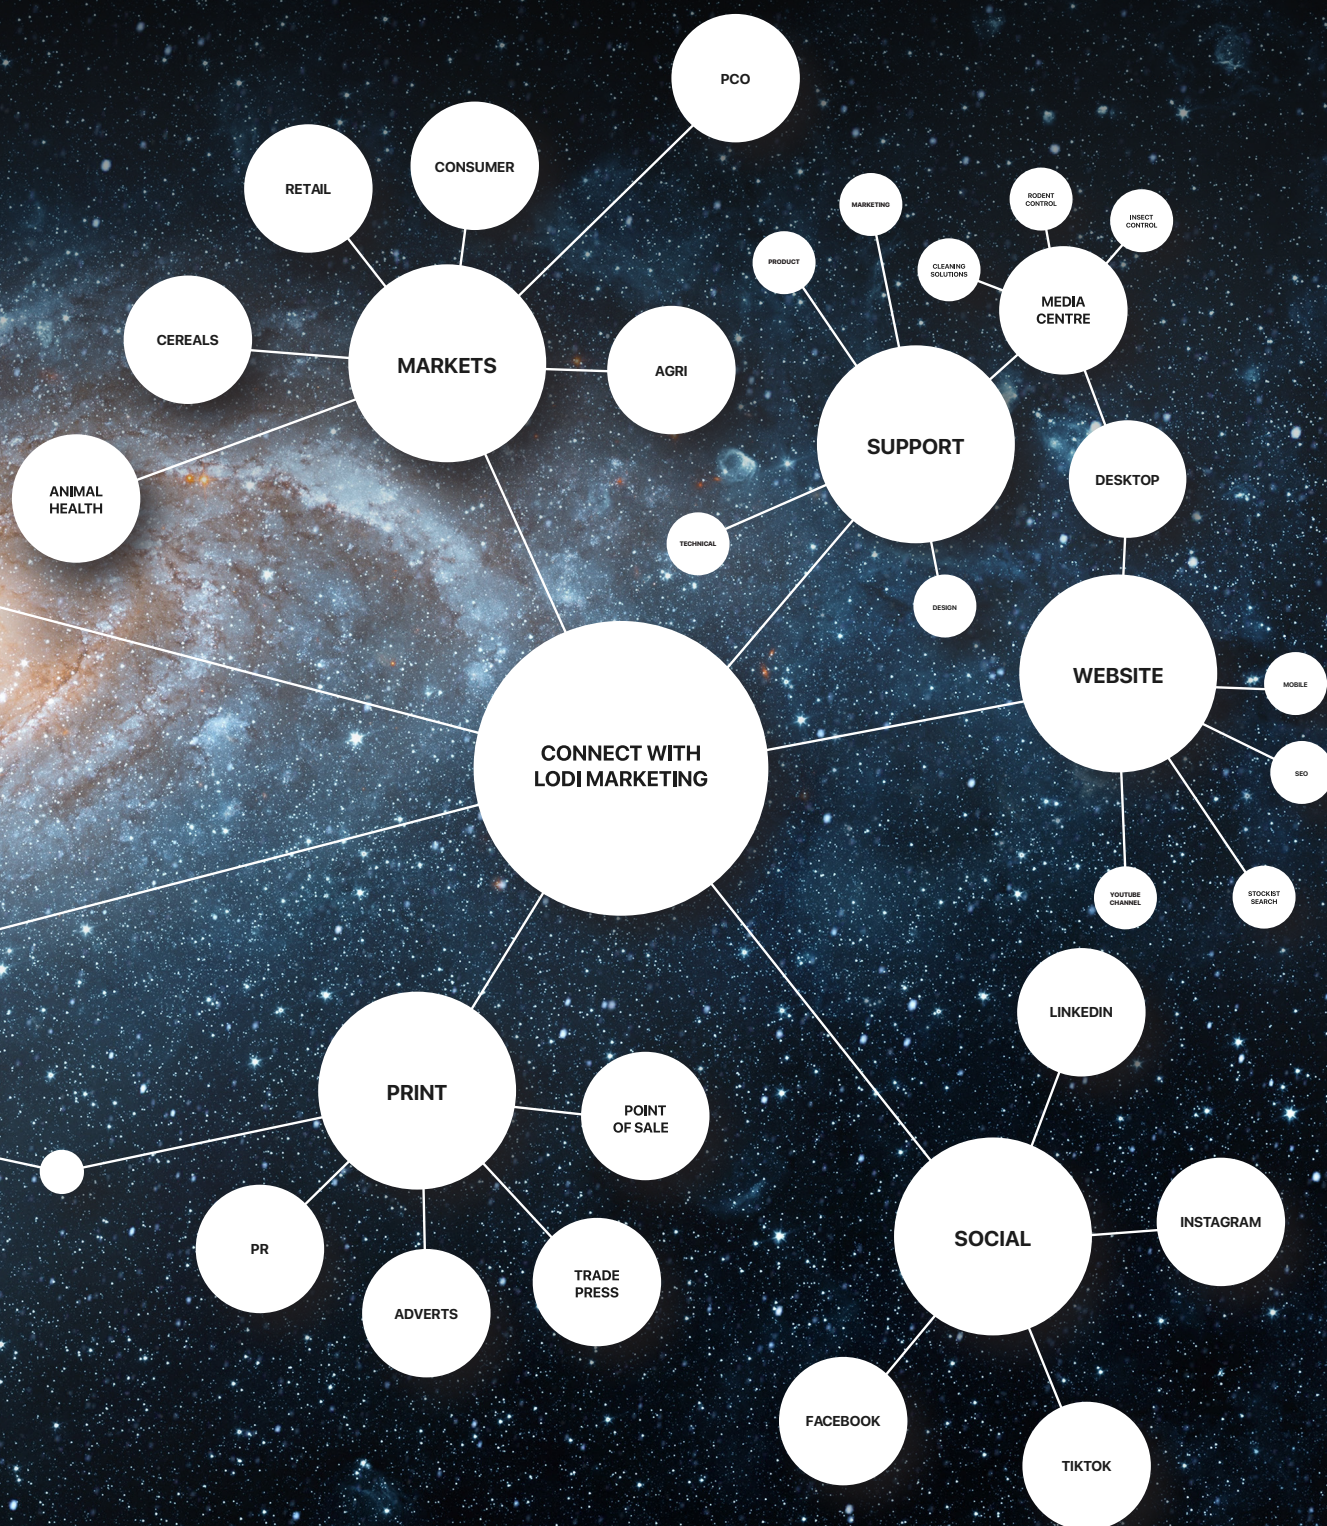 PCO
CONSUMER
RETAIL
MARKETING
RODENT
CONTROL
INSECT
CONTROL
PRODUCT
CLEANING
SOLUTIONS
MEDIA
CENTRE
CEREALS
MARKETS
AGRI
SUPPORT
DESKTOP
ANIMAL
HEALTH
TECHNICAL
DESIGN
WEBSITE
MOBILE
CONNECT WITH
LODI MARKETING
SEO
YOUTUBE
CHANNEL
STOCKIST
SEARCH
LINKEDIN
PRINT
POINT
OF SALE
SOCIAL
INSTAGRAM
PR
TRADE
PRESS
ADVERTS
FACEBOOK
TIKTOK